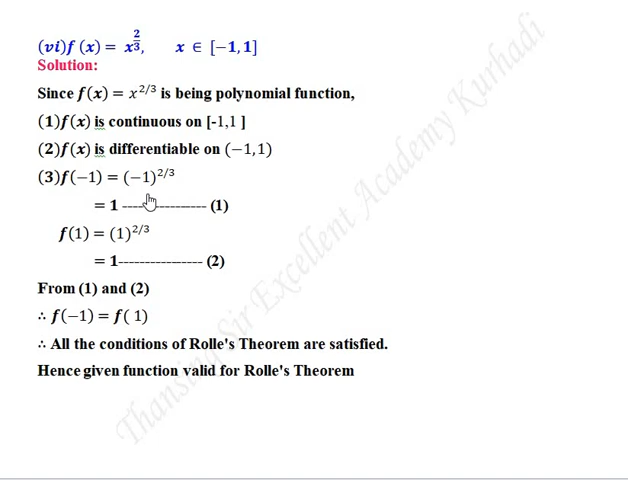 (vi)f (x) = x^{2/3},     x ∈ [−1, 1]
Solution:
Since f(x) = x^{2/3} is being polynomial function,
(1)f(x) is continuous on [-1,1 ]
(2)f(x) is differentiable on (−1,1)
(3)f(−1) = (−1)^{2/3}
= 1 -------------------- (1)
f(1) = (1)^{2/3}
= 1---------------- (2)
From (1) and (2)
∴ f(−1) = f( 1)
∴ All the conditions of Rolle's Theorem are satisfied.
Hence given function valid for Rolle's Theorem
Thansing Sir Excellent Academy Kurhadi